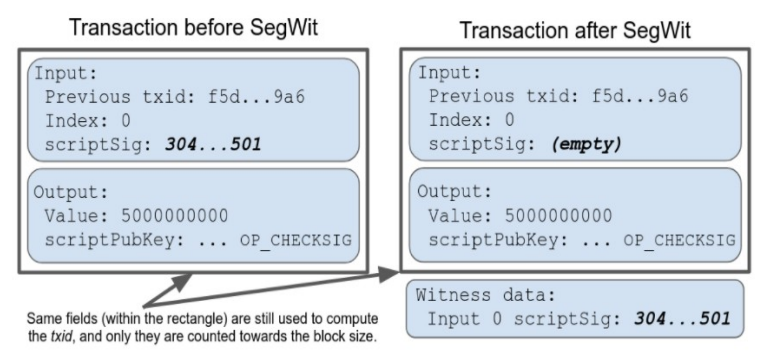 Transaction before SegWit
Input:
Previous txid: f5d...9a6
Index: 0
scriptSig: 304...501
Output:
Value: 5000000000
scriptPubKey: ... OP_CHECKSIG
Transaction after SegWit
Input:
Previous txid: f5d...9a6
Index: 0
scriptSig: (empty)
Output:
Value: 5000000000
scriptPubKey: ... OP_CHECKSIG
Witness data:
Input 0 scriptSig: 304...501
Same fields (within the rectangle) are still used to compute
the txid, and only they are counted towards the block size.